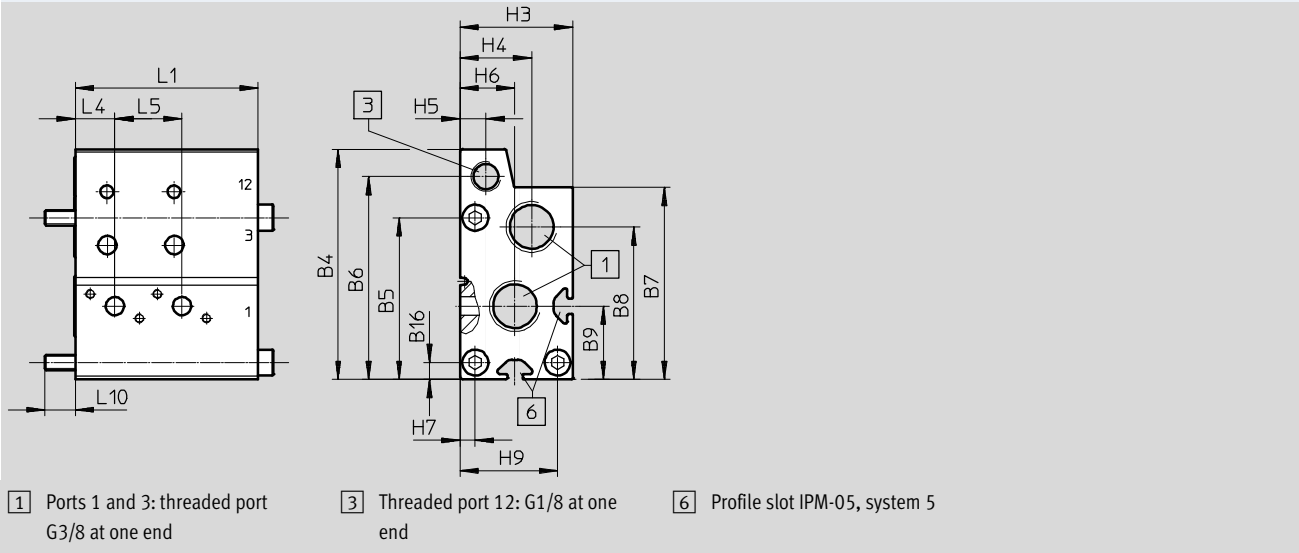 H3
H4
L1
H6
L4
L5
H5
3
12
3
1
B4
B6
B5
B16
1
B9
B8
B7
L10
6
H7
H9
1 Ports 1 and 3: threaded port
G3/8 at one end
3 Threaded port 12: G1/8 at one
end
6 Profile slot IPM-05, system 5